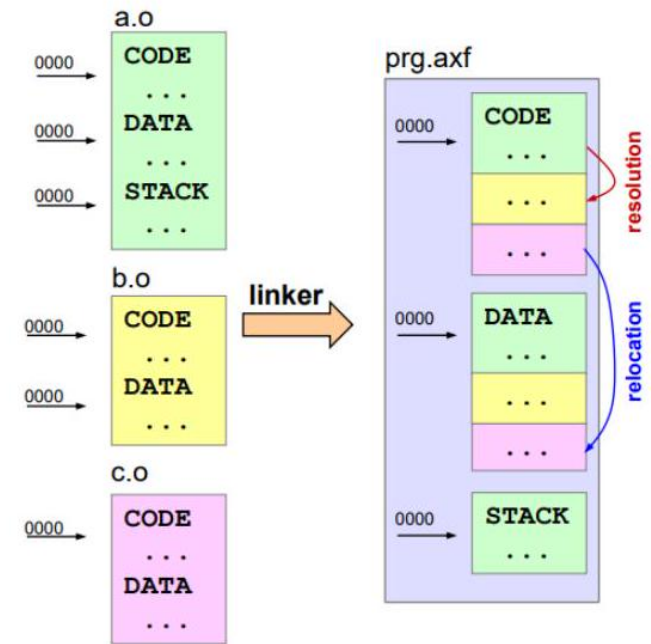 a.o
0000
CODE
...
0000
DATA
...
0000
STACK
...
b.o
0000
CODE
...
0000
DATA
...
c.o
0000
CODE
...
DATA
...
linker
prg.axf
0000
CODE
...
...
...
resolution
0000
DATA
...
...
...
relocation
0000
STACK
...